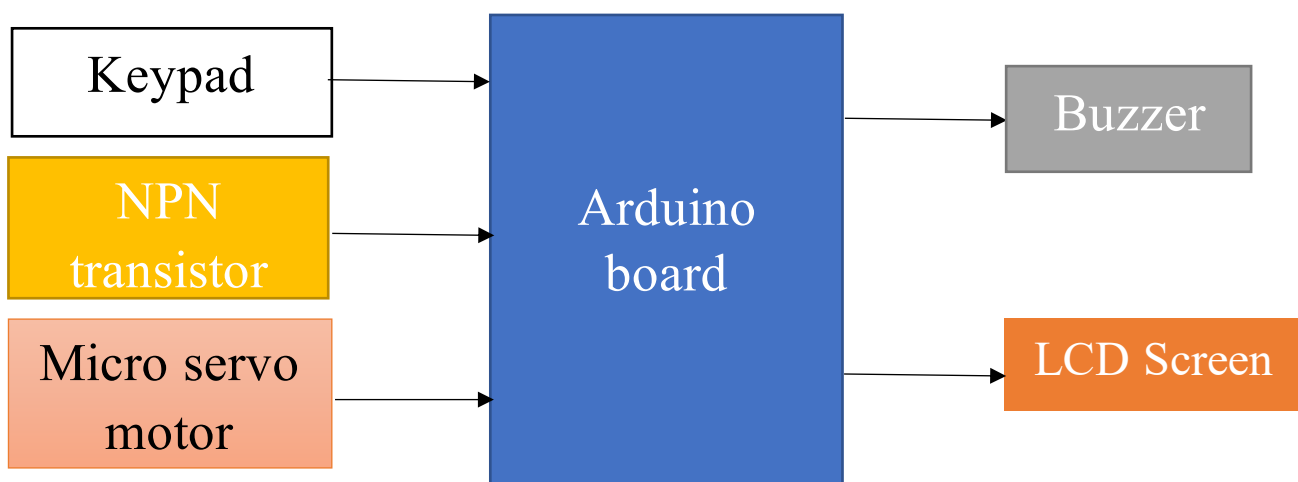 Keypad
NPN
transistor
Micro servo
motor
Arduino
board
Buzzer
LCD Screen